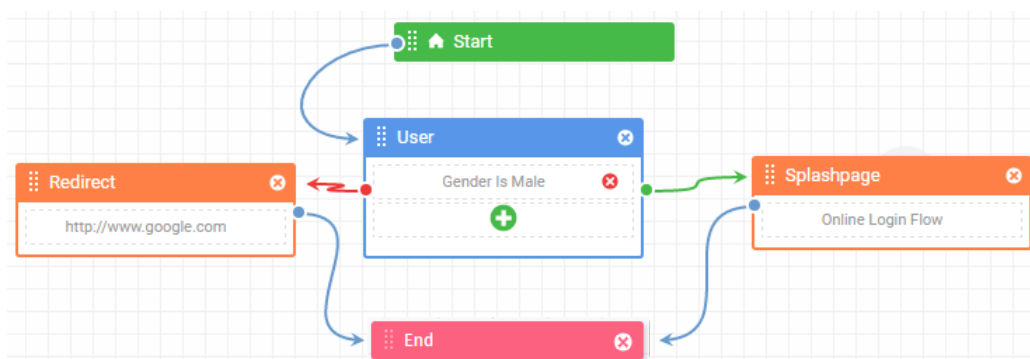 Start
User
Gender Is Male
Redirect
http://www.google.com
Splashpage
Online Login Flow
End